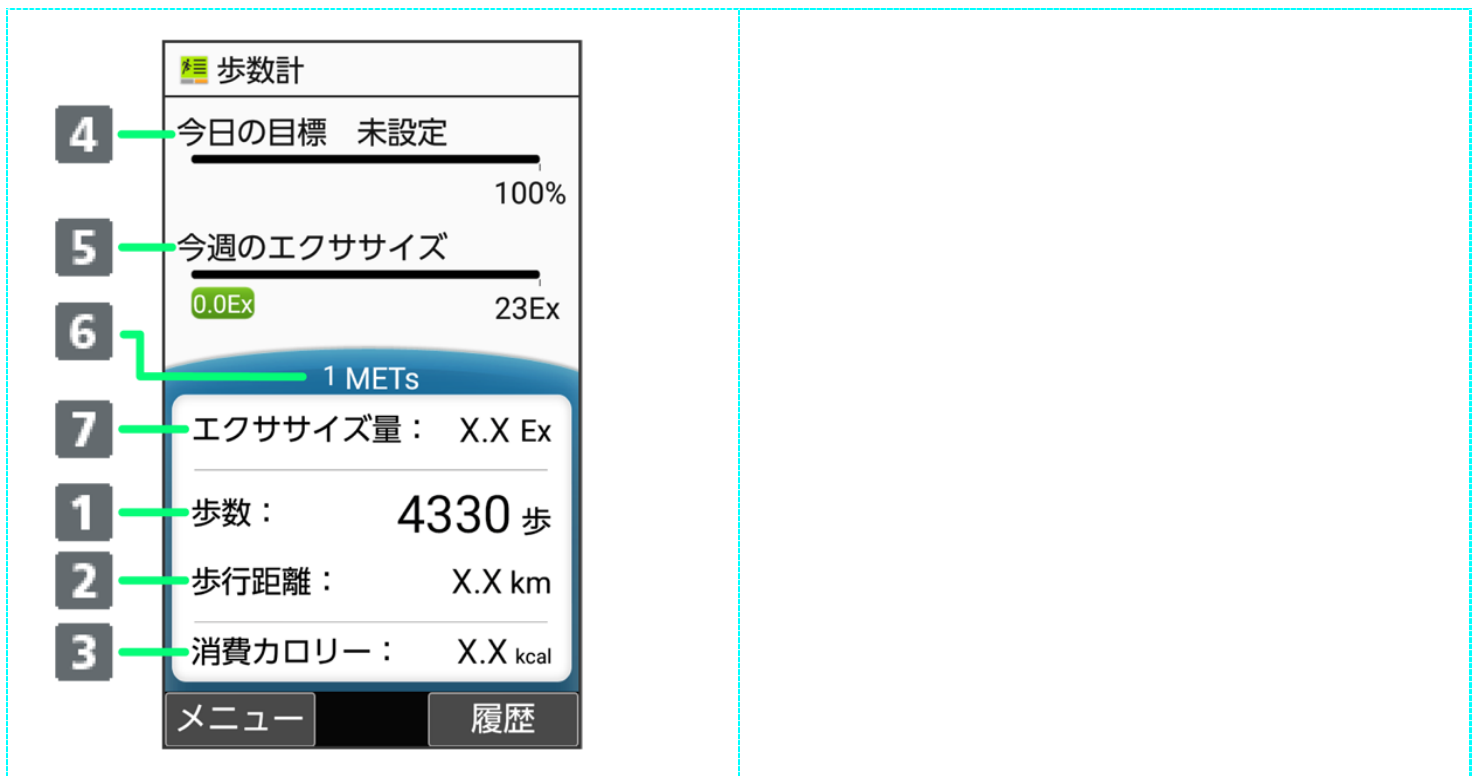 歩数計
4 今日の目標 未設定
100%
5 今週のエクササイズ
0.0Ex 23Ex
6 1 METs
7 エクササイズ量： X.X Ex
1 歩数： 4330 歩
2 歩行距離： X.X km
3 消費カロリー： X.X kcal
メニュー 履歴